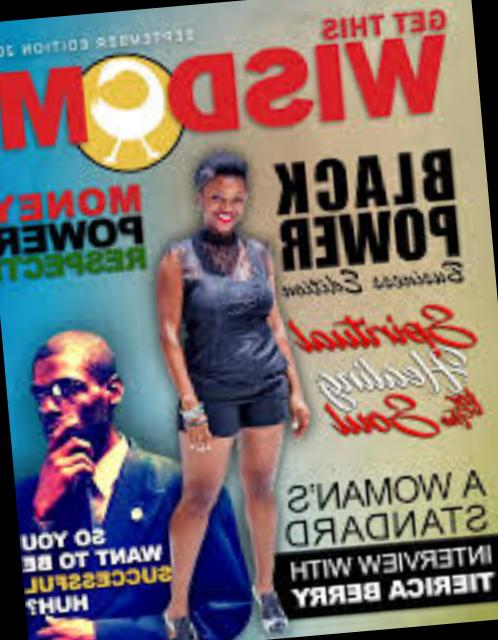 GET THIS
WISDOM
SEPTEMBER EDITION 20
BLACK
POWER
Business Edition
MONEY
POWER
RESPECT
Spiritual
Healing
Soul
A WOMAN'S
STANDARD
INTERVIEW WITH
TIERICA BERRY
SO YOU
WANT TO BE
SUCCESSFUL
HUH?